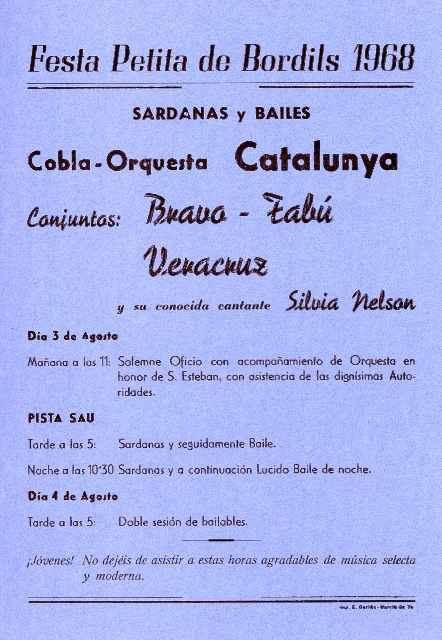 Festa Petita de Bordils 1968
SARDANAS y BAILES
Cobla-Orquesta Catalunya
Conjuntos: Bravo - Tabú
Veracruz
y su conocida cantante Silvia Nelson
Día 3 de Agosto
Mañana a las 11: Solemne Oficio con acompañamiento de Orquesta en
honor de S. Esteban, con asistencia de las dignísimas Auto-
ridades.
PISTA SAU
Tarde a las 5: Sardanas y seguidamente Baile.
Noche a las 10'30 Sardanas y a continuación Lucido Baile de noche.
Día 4 de Agosto
Tarde a las 5: Doble sesión de bailables.
¡Jóvenes! No dejéis de asistir a estas horas agradables de música selecta
y moderna.